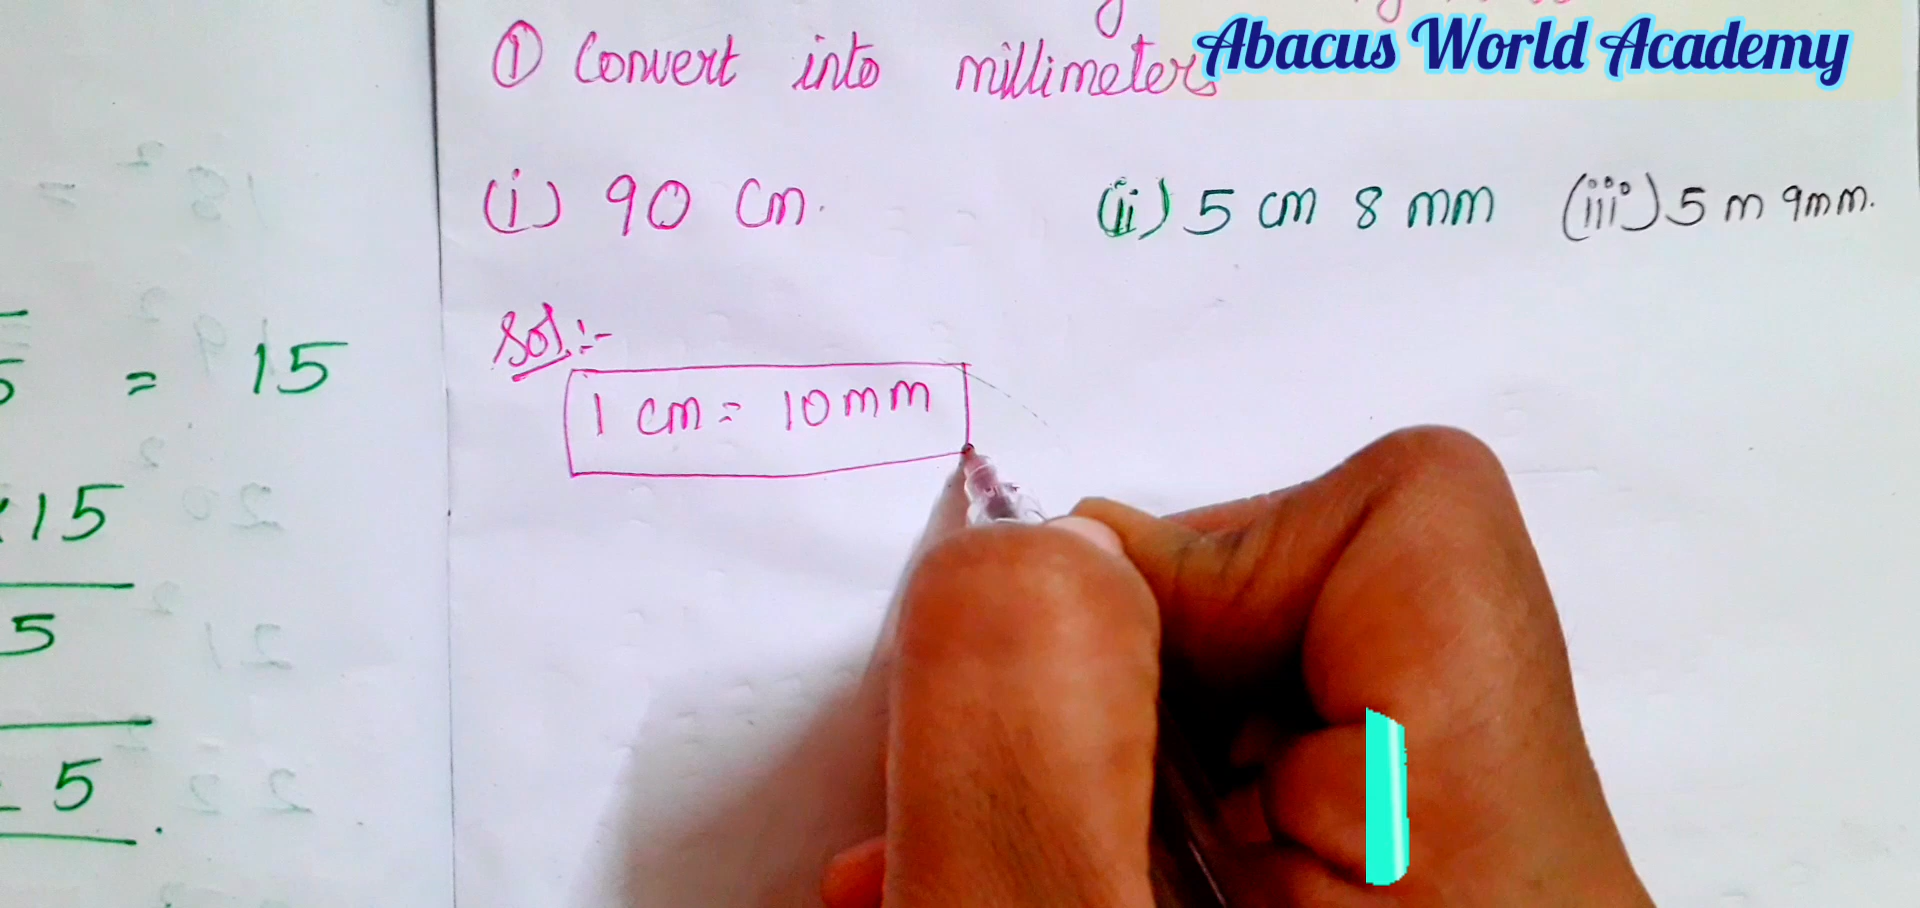 Abacus World Academy
① Convert into millimeters
(i) 90 cm. (ii) 5 cm 8 mm (iii) 5 m 9mm.
Sol:-
1 cm = 10mm
5 = 15
15
5
5